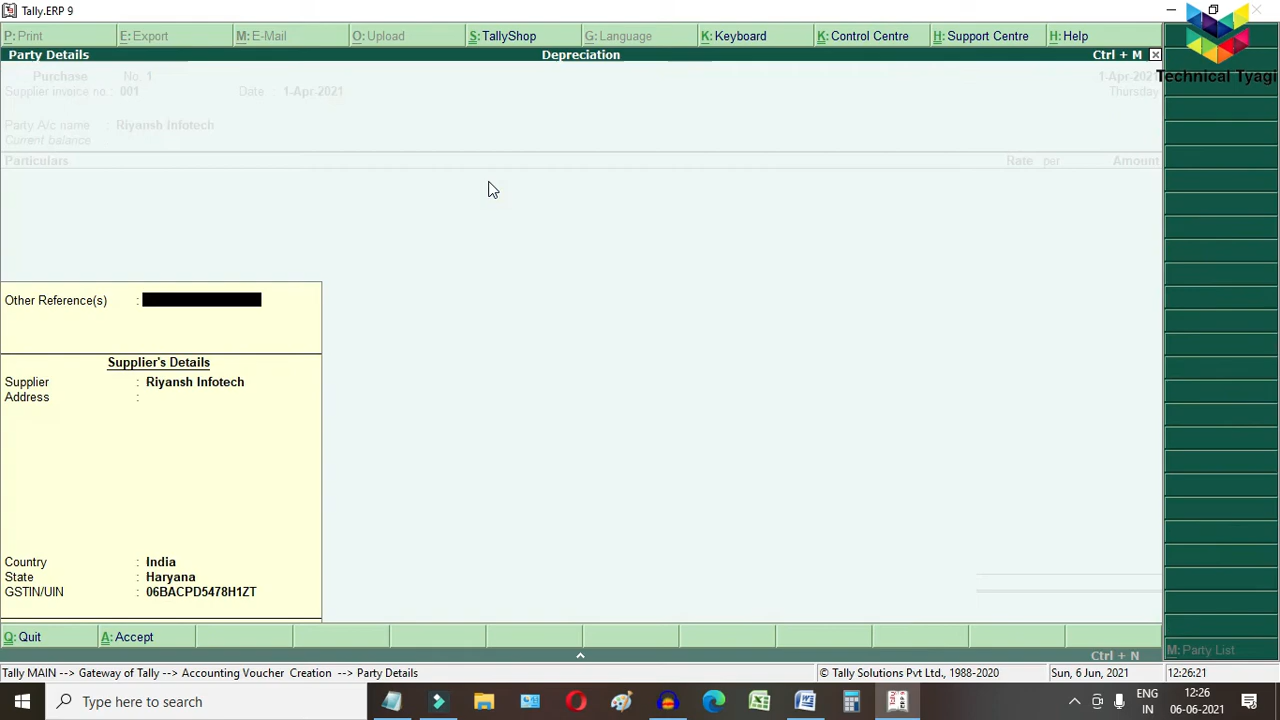 Tally.ERP 9
P: Print E: Export M: E-Mail O: Upload S: TallyShop G: Language K: Keyboard K: Control Centre H: Support Centre H: Help
Party Details Depreciation Ctrl + M
Technical Tyagi
Purchase No. 1 1-Apr-2021
Supplier invoice no.: 001 Date : 1-Apr-2021 Thursday
Party A/c name : Riyansh Infotech
Current balance
Particulars Rate per Amount
Other Reference(s) :
Supplier's Details
Supplier : Riyansh Infotech
Address :
Country : India
State : Haryana
GSTIN/UIN : 06BACPD5478H1ZT
Q: Quit A: Accept
M: Party List
Ctrl + N
Tally MAIN --> Gateway of Tally --> Accounting Voucher Creation --> Party Details © Tally Solutions Pvt Ltd., 1988-2020 Sun, 6 Jun, 2021 12:26:21
Type here to search
ENG
IN
12:26
06-06-2021